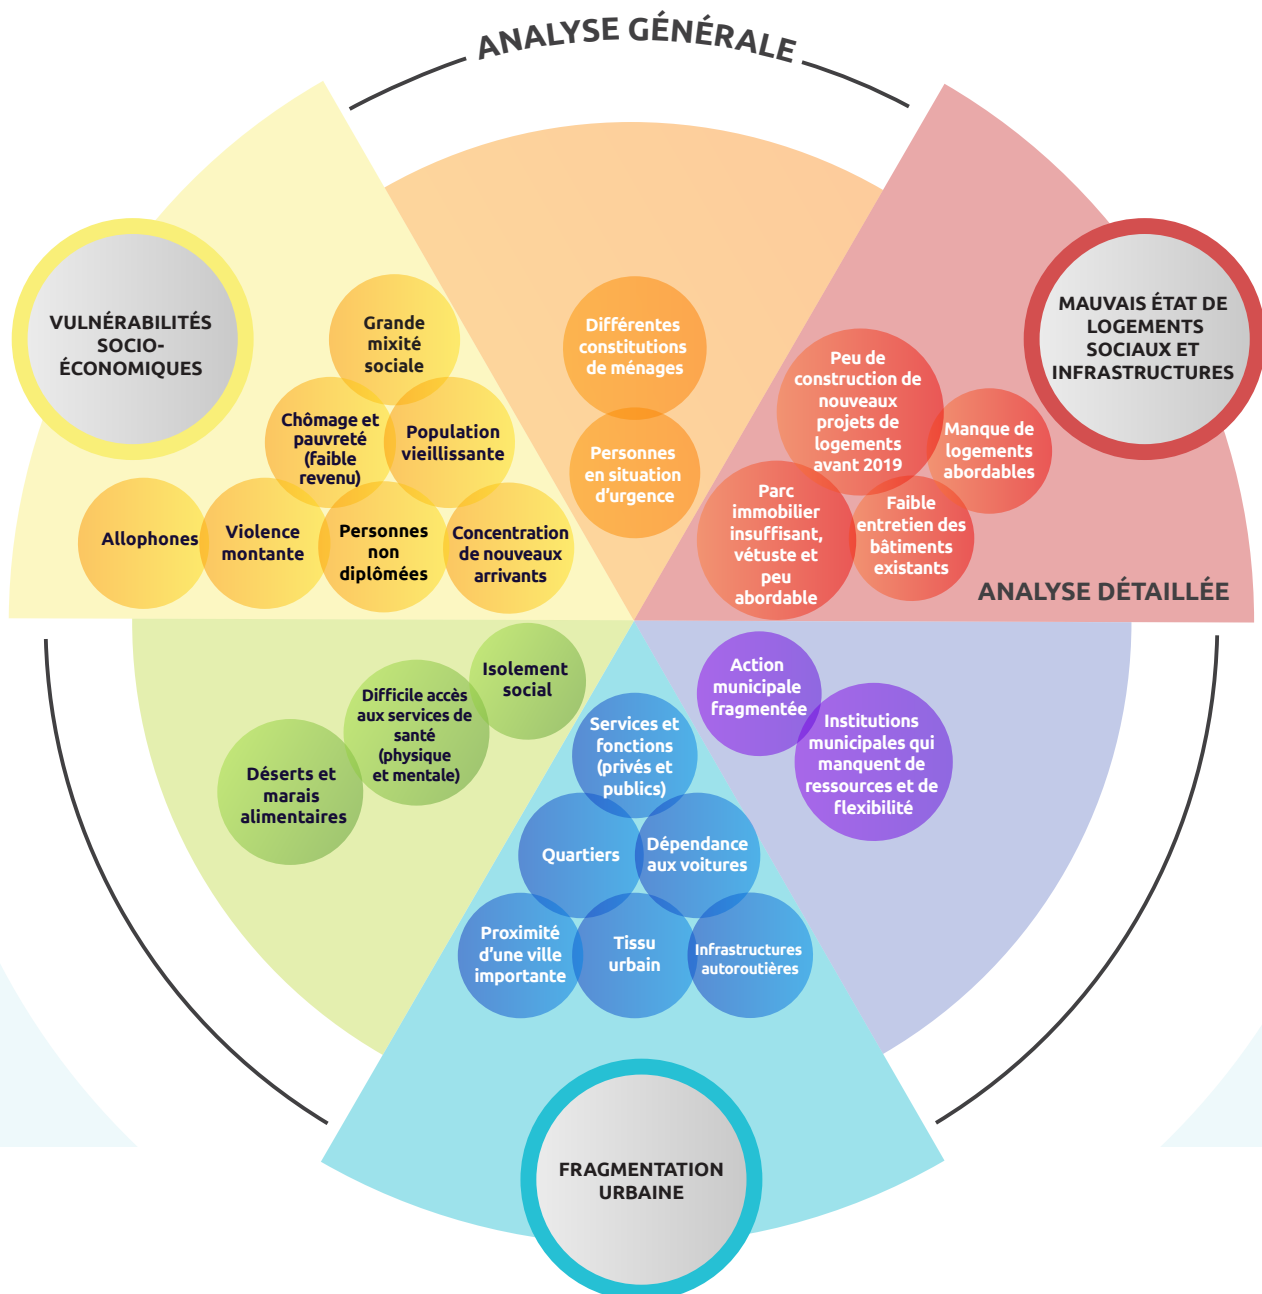 ANALYSE GÉNÉRALE
VULNÉRABILITÉS
SOCIO-
ÉCONOMIQUES
Grande
mixité
sociale
Chômage et
pauvreté
(faible
revenu)
Population
vieillissante
Allophones
Violence
montante
Personnes
non
diplômées
Concentration
de nouveaux
arrivants
Différentes
constitutions
de ménages
Personnes
en situation
d'urgence
MAUVAIS ÉTAT DE
LOGEMENTS
SOCIAUX ET
INFRASTRUCTURES
Peu de
construction de
nouveaux
projets de
logements
avant 2019
Manque de
logements
abordables
Parc
immobilier
insuffisant,
vétuste et
peu
abordable
Faible
entretien des
bâtiments
existants
ANALYSE DÉTAILLÉE
Isolement
social
Difficile accès
aux services de
santé
(physique
et mentale)
Déserts et
marais
alimentaires
Services et
fonctions
(privés et
publics)
Quartiers
Dépendance
aux voitures
Proximité
d'une ville
importante
Tissu
urbain
Infrastructures
autoroutières
Action
municipale
fragmentée
Institutions
municipales qui
manquent de
ressources et de
flexibilité
FRAGMENTATION
URBAINE